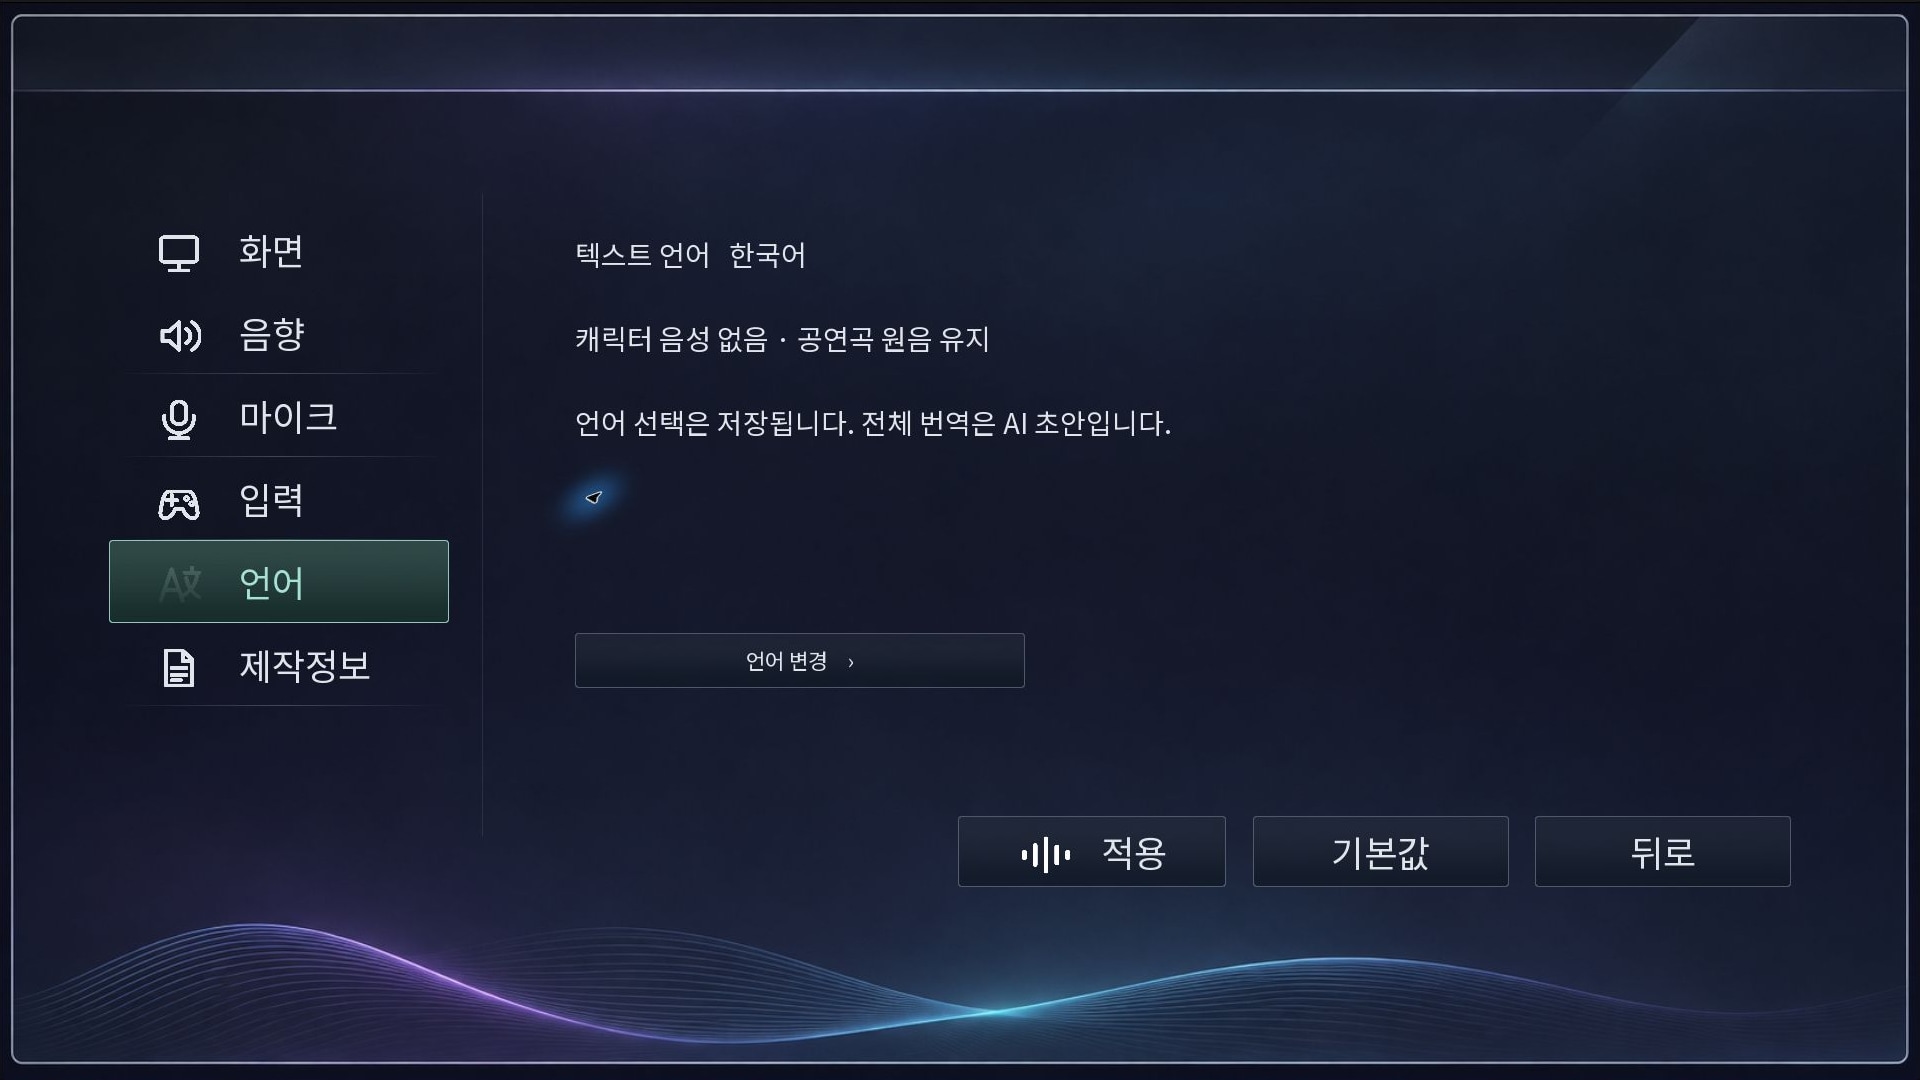 화면
음향
마이크
입력
언어
제작정보
텍스트 언어 한국어
캐릭터 음성 없음 · 공연곡 원음 유지
언어 선택은 저장됩니다. 전체 번역은 AI 초안입니다.
언어 변경 ›
적용
기본값
뒤로